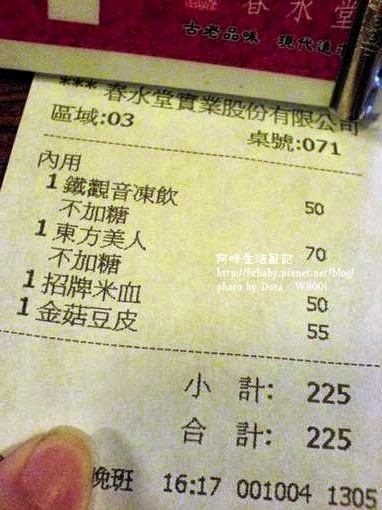 春水堂
古老品味 現代造
*** 春水堂實業股份有限公司
區域:03 桌號:071
內用
1 鐵觀音凍飲 50
不加糖
1 東方美人 70
不加糖
1 招牌米血 50
1 金菇豆皮 55
小 計: 225
合 計: 225
晚班 16:17 001004 1305
阿咪生活風記
http://fubaby.pixnet.net/blog/
photo by Dora W800i